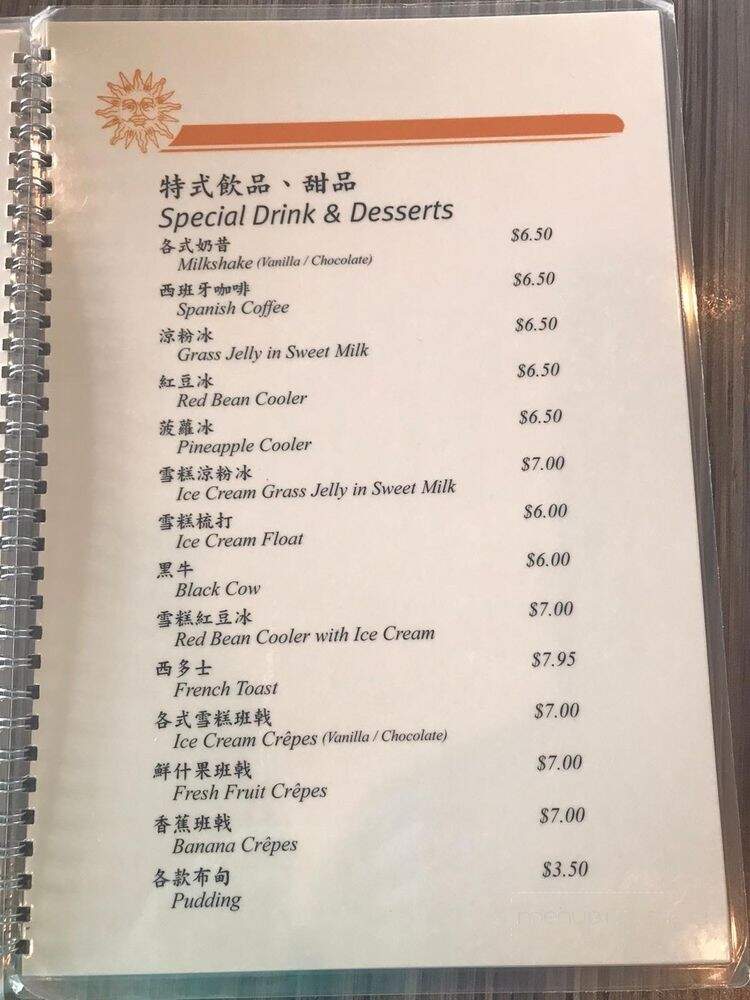 特式飲品、甜品
Special Drink & Desserts
各式奶昔 $6.50
Milkshake (Vanilla / Chocolate)
西班牙咖啡 $6.50
Spanish Coffee
涼粉冰 $6.50
Grass Jelly in Sweet Milk
紅豆冰 $6.50
Red Bean Cooler
菠蘿冰 $6.50
Pineapple Cooler
雪糕涼粉冰 $7.00
Ice Cream Grass Jelly in Sweet Milk
雪糕梳打 $6.00
Ice Cream Float
黑牛 $6.00
Black Cow
雪糕紅豆冰 $7.00
Red Bean Cooler with Ice Cream
西多士 $7.95
French Toast
各式雪糕班戟 $7.00
Ice Cream Crêpes (Vanilla / Chocolate)
鮮什果班戟 $7.00
Fresh Fruit Crêpes
香蕉班戟 $7.00
Banana Crêpes
各款布甸 $3.50
Pudding